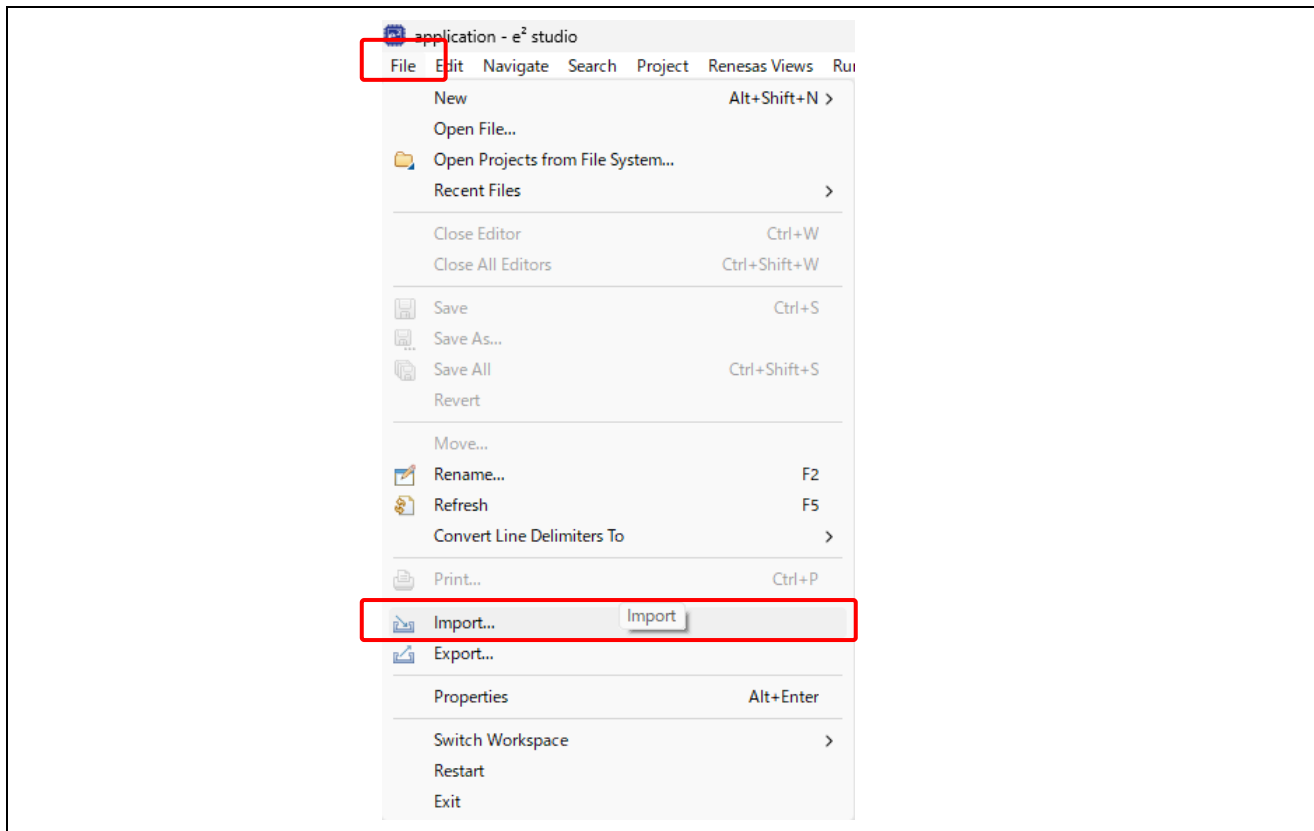 application - e² studio
File Edit Navigate Search Project Renesas Views Ru
New Alt+Shift+N >
Open File...
Open Projects from File System...
Recent Files >
Close Editor Ctrl+W
Close All Editors Ctrl+Shift+W
Save Ctrl+S
Save As...
Save All Ctrl+Shift+S
Revert
Move...
Rename... F2
Refresh F5
Convert Line Delimiters To >
Print... Ctrl+P
Import... Import
Export...
Properties Alt+Enter
Switch Workspace >
Restart
Exit